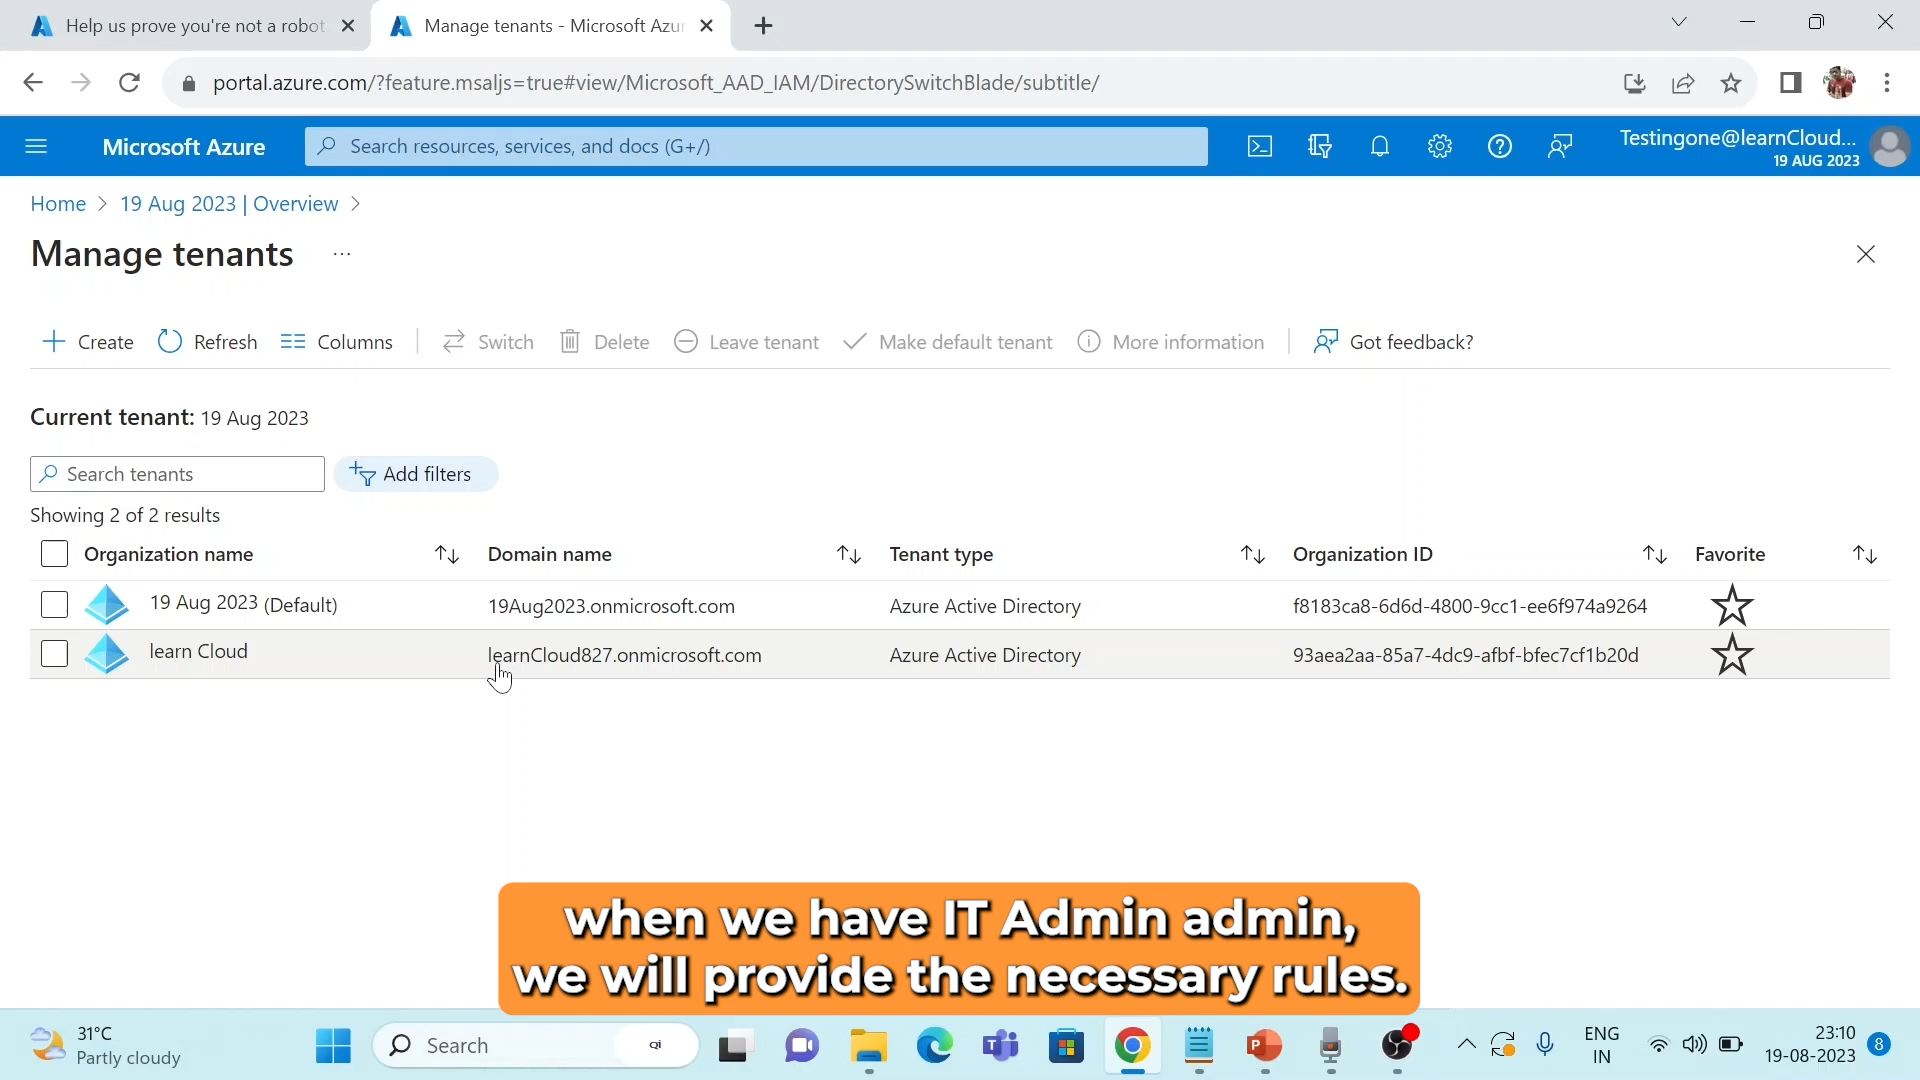 Help us prove you're not a robot
Manage tenants - Microsoft Azur
portal.azure.com/?feature.msaljs=true#view/Microsoft_AAD_IAM/DirectorySwitchBlade/subtitle/
Microsoft Azure
Search resources, services, and docs (G+/)
Testingone@learnCloud...
19 AUG 2023
Home > 19 Aug 2023 | Overview >
Manage tenants ...
Create Refresh Columns Switch Delete Leave tenant Make default tenant More information Got feedback?
Current tenant: 19 Aug 2023
Search tenants Add filters
Showing 2 of 2 results
Organization name Domain name Tenant type Organization ID Favorite
19 Aug 2023 (Default) 19Aug2023.onmicrosoft.com Azure Active Directory f8183ca8-6d6d-4800-9cc1-ee6f974a9264
learn Cloud learnCloud827.onmicrosoft.com Azure Active Directory 93aea2aa-85a7-4dc9-afbf-bfec7cf1b20d
when we have IT Admin admin,
we will provide the necessary rules.
31°C
Partly cloudy
Search
ENG
IN
23:10
19-08-2023
8